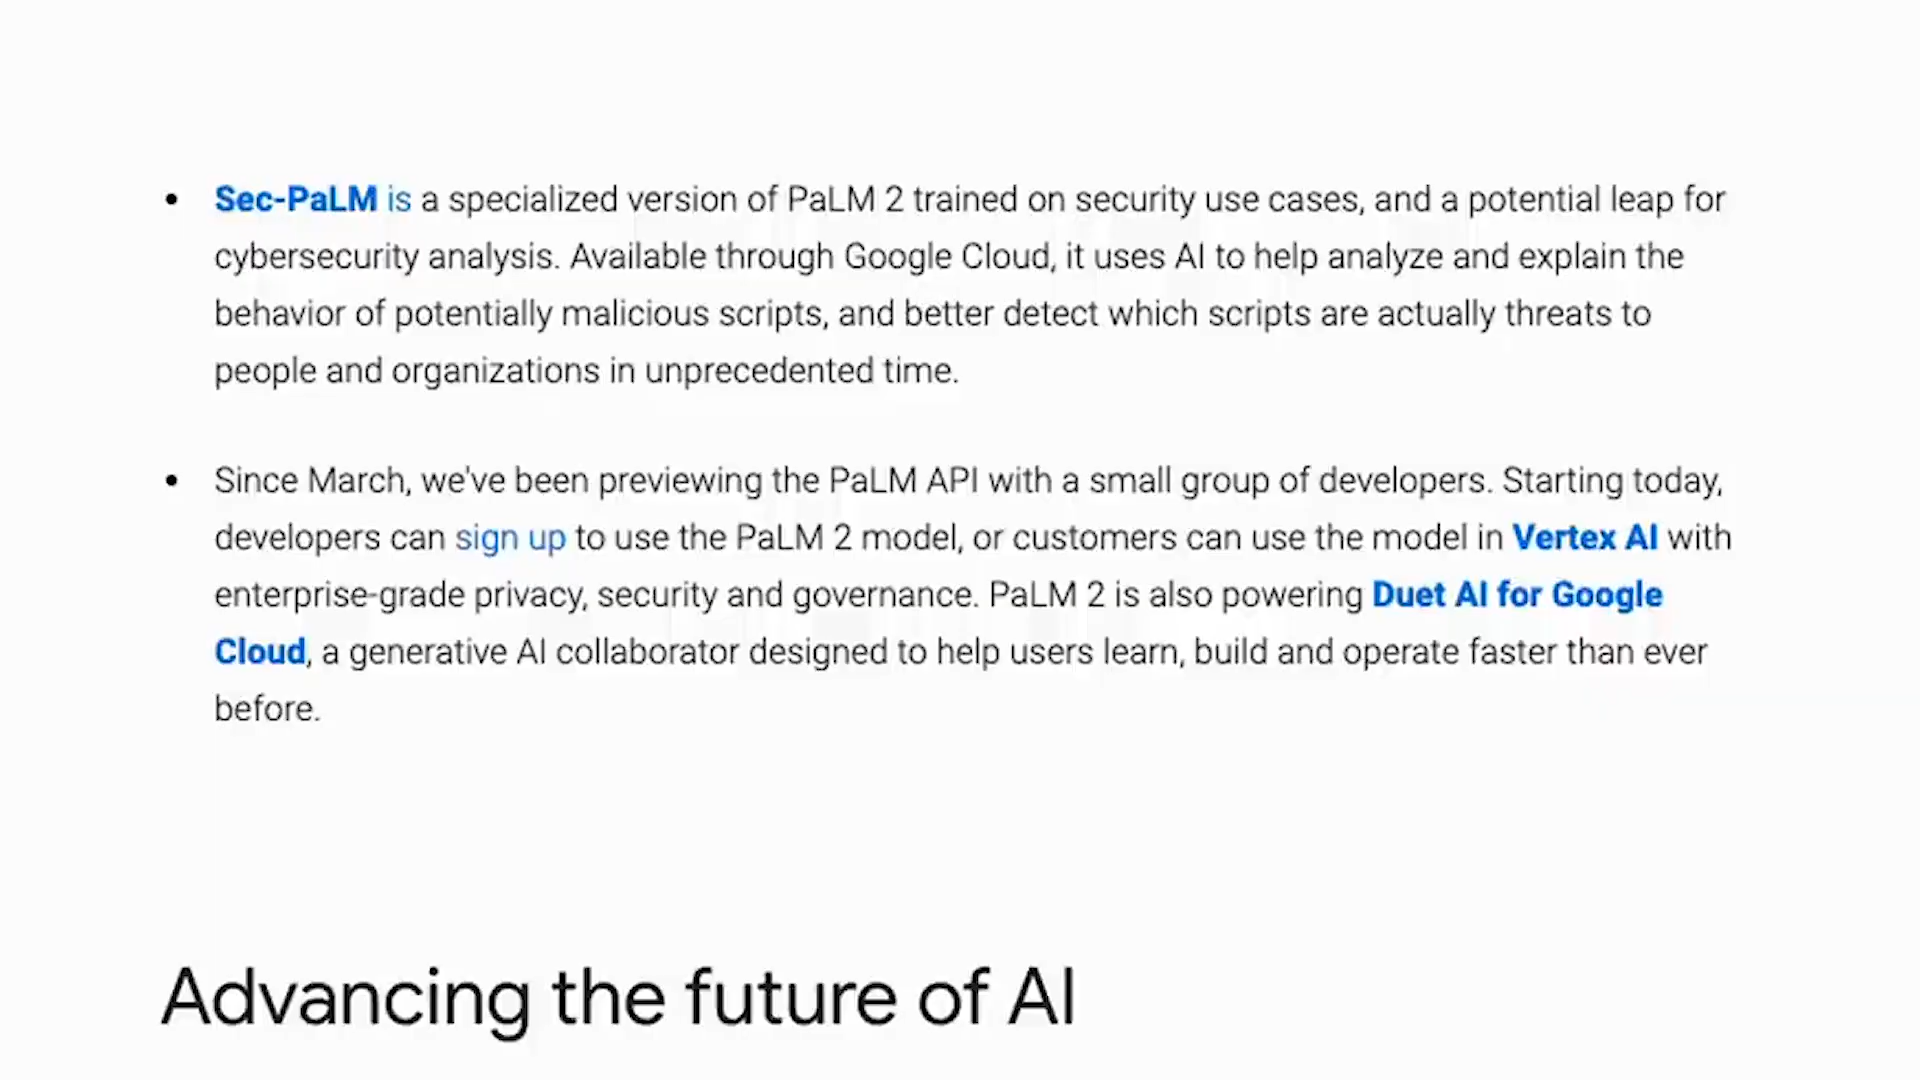 • Sec-PaLM is a specialized version of PaLM 2 trained on security use cases, and a potential leap for
cybersecurity analysis. Available through Google Cloud, it uses AI to help analyze and explain the
behavior of potentially malicious scripts, and better detect which scripts are actually threats to
people and organizations in unprecedented time.
• Since March, we've been previewing the PaLM API with a small group of developers. Starting today,
developers can sign up to use the PaLM 2 model, or customers can use the model in Vertex AI with
enterprise-grade privacy, security and governance. PaLM 2 is also powering Duet AI for Google
Cloud, a generative AI collaborator designed to help users learn, build and operate faster than ever
before.
Advancing the future of AI